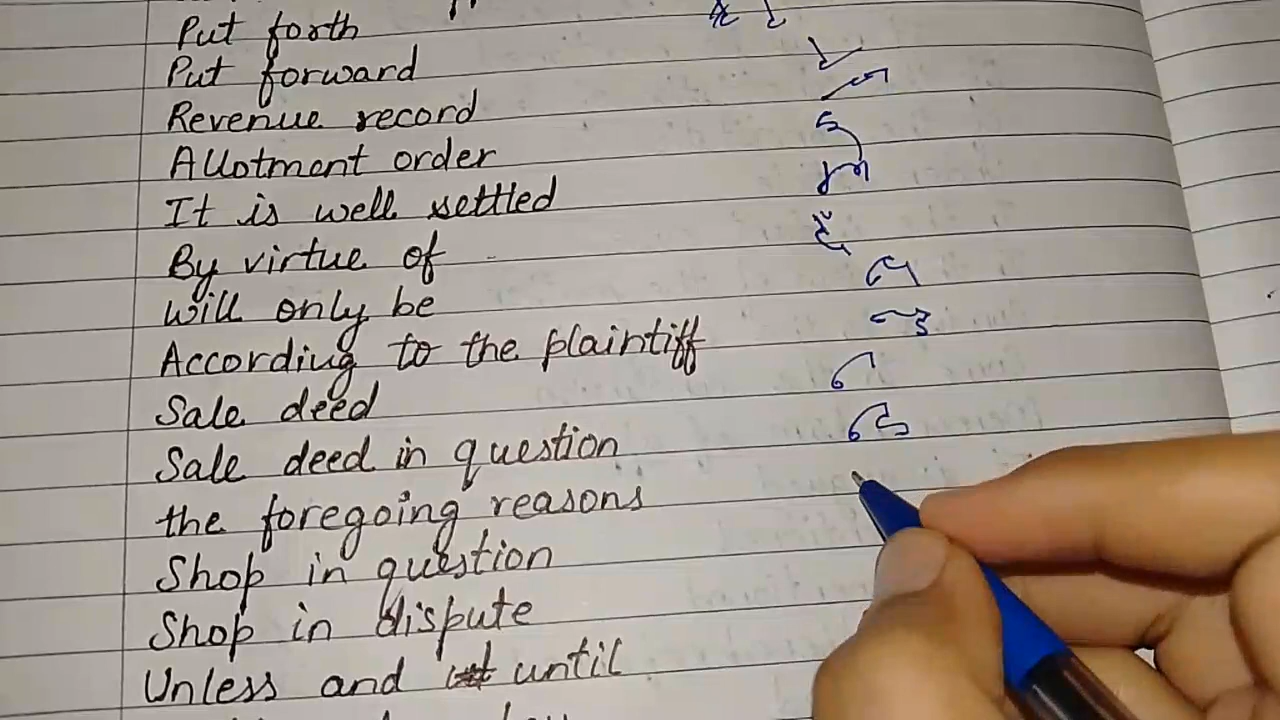 Put forth
Put forward
Revenue record
Allotment order
It is well settled
By virtue of
Will only be
According to the plaintiff
Sale deed
Sale deed in question
the foregoing reasons
Shop in question
Shop in dispute
Unless and until